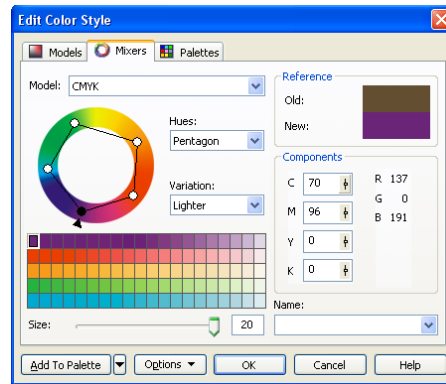 Edit Color Style
Models Mixers Palettes
Model: CMYK
Hues:
Pentagon
Variation:
Lighter
Size: 20
Reference
Old:
New:
Components
C 70 R 137
M 96 G 0
Y 0 B 191
K 0
Name:
Add To Palette Options OK Cancel Help